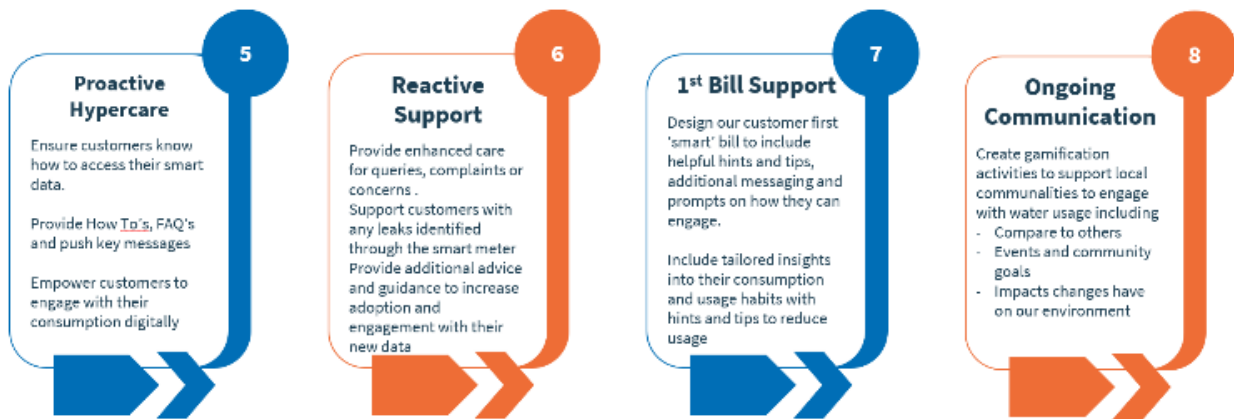 5
Proactive
Hypercare
Ensure customers know
how to access their smart
data.
Provide How To's, FAQ's
and push key messages
Empower customers to
engage with their
consumption digitally
6
Reactive
Support
Provide enhanced care
for queries, complaints or
concerns .
Support customers with
any leaks identified
through the smart meter
Provide additional advice
and guidance to increase
adoption and
engagement with their
new data
7
1st Bill Support
Design our customer first
'smart' bill to include
helpful hints and tips,
additional messaging and
prompts on how they can
engage.
Include tailored insights
into their consumption
and usage habits with
hints and tips to reduce
usage
8
Ongoing
Communication
Create gamification
activities to support local
communalities to engage
with water usage including
- Compare to others
- Events and community
goals
- Impacts changes have
on our environment